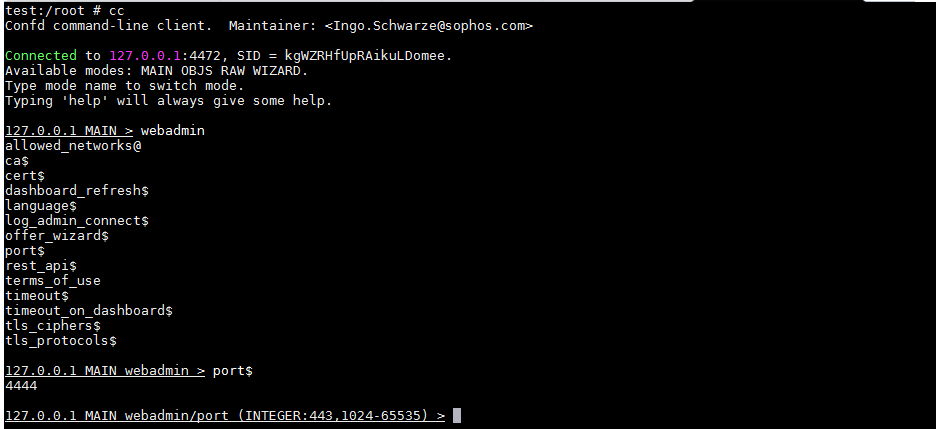 test:/root # cc
Confd command-line client.  Maintainer: <Ingo.Schwarze@sophos.com>
Connected to 127.0.0.1:4472, SID = kgWZRHfUpRAikuLDomee.
Available modes: MAIN OBJS RAW WIZARD.
Type mode name to switch mode.
Typing 'help' will always give some help.
127.0.0.1 MAIN > webadmin
allowed_networks@
ca$
cert$
dashboard_refresh$
language$
log_admin_connect$
offer_wizard$
port$
rest_api$
terms_of_use
timeout$
timeout_on_dashboard$
tls_ciphers$
tls_protocols$
127.0.0.1 MAIN webadmin > port$
4444
127.0.0.1 MAIN webadmin/port (INTEGER:443,1024-65535) >